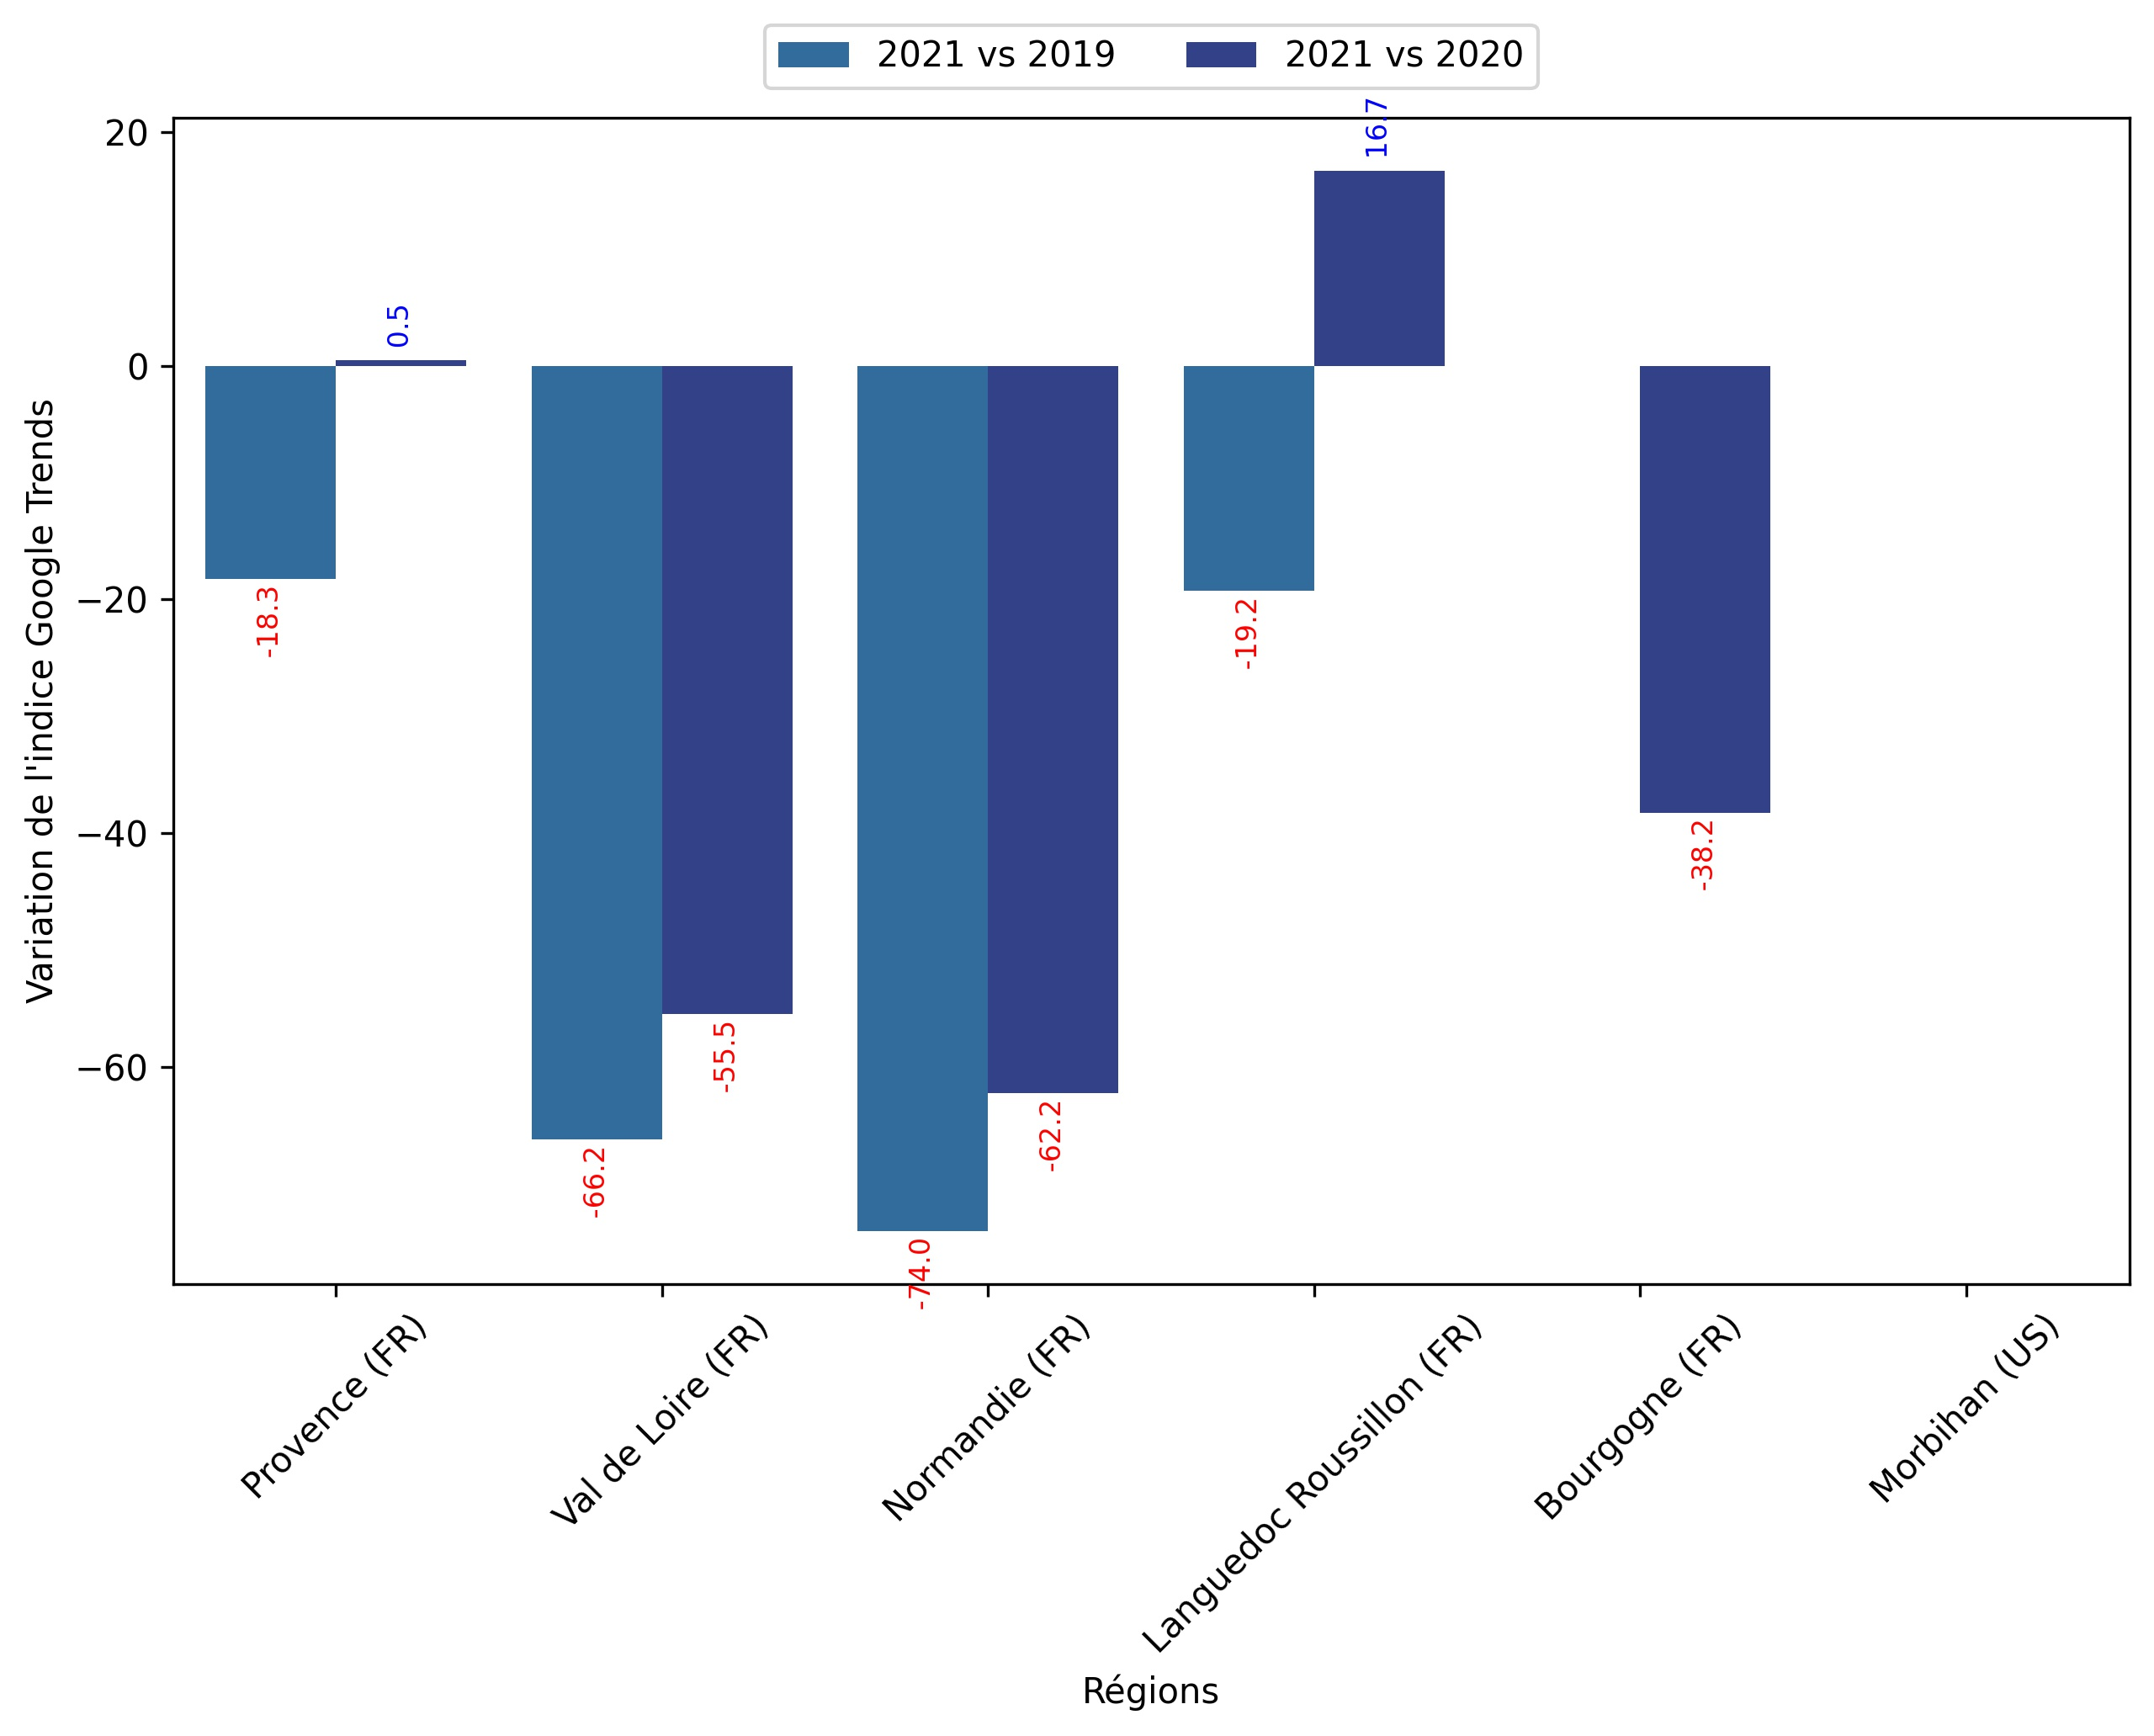 2021 vs 2019
2021 vs 2020
Variation de l'indice Google Trends
20
0
−20
−40
−60
-18.3
0.5
-66.2
-55.5
-74.0
-62.2
-19.2
16.7
-38.2
Provence (FR)
Val de Loire (FR)
Normandie (FR)
Languedoc Roussillon (FR)
Bourgogne (FR)
Morbihan (US)
Régions